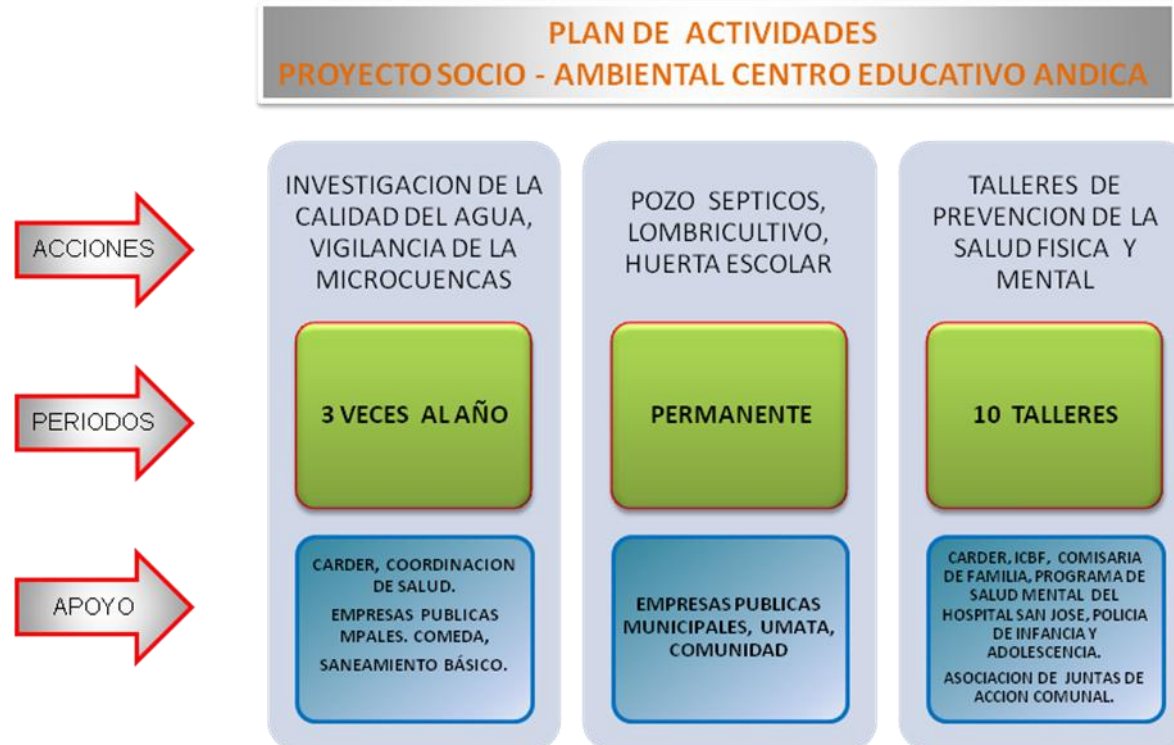 PLAN DE ACTIVIDADES
PROYECTO SOCIO - AMBIENTAL CENTRO EDUCATIVO ANDICA
ACCIONES
INVESTIGACION DE LA
CALIDAD DEL AGUA,
VIGILANCIA DE LA
MICROCUENCAS
POZO SEPTICOS,
LOMBRICULTIVO,
HUERTA ESCOLAR
TALLERES DE
PREVENCION DE LA
SALUD FISICA Y
MENTAL
PERIODOS
3 VECES AL AÑO
PERMANENTE
10 TALLERES
APOYO
CARDER, COORDINACION
DE SALUD.
EMPRESAS PUBLICAS
MPALES. COMEDA,
SANEAMIENTO BÁSICO.
EMPRESAS PUBLICAS
MUNICIPALES, UMATA,
COMUNIDAD
CARDER, ICBF, COMISARIA
DE FAMILIA, PROGRAMA DE
SALUD MENTAL DEL
HOSPITAL SAN JOSE, POLICIA
DE INFANCIA Y
ADOLESCENCIA.
ASOCIACION DE JUNTAS DE
ACCION COMUNAL.